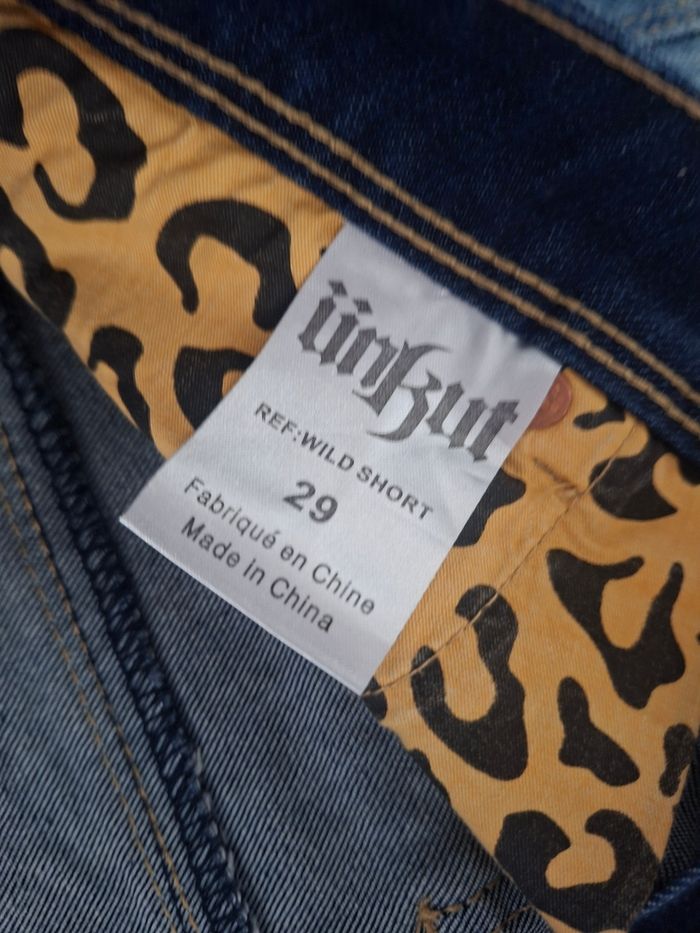 ünkut
REF:WILD SHORT
29
Fabriqué en Chine
Made in China